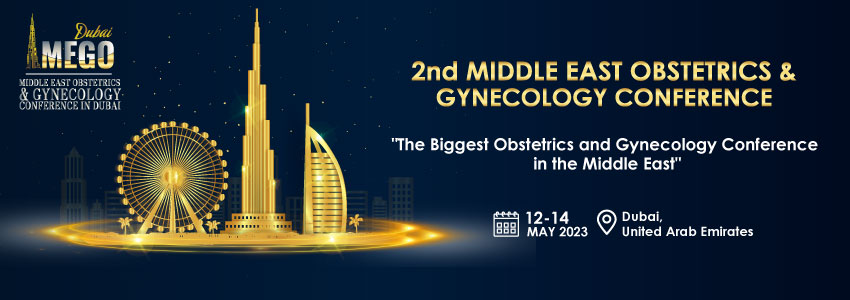 Dubai
MEGO
MIDDLE EAST OBSTETRICS
& GYNECOLOGY
CONFERENCE IN DUBAI
2nd MIDDLE EAST OBSTETRICS &
GYNECOLOGY CONFERENCE
"The Biggest Obstetrics and Gynecology Conference
in the Middle East"
12-14
MAY 2023
Dubai,
United Arab Emirates